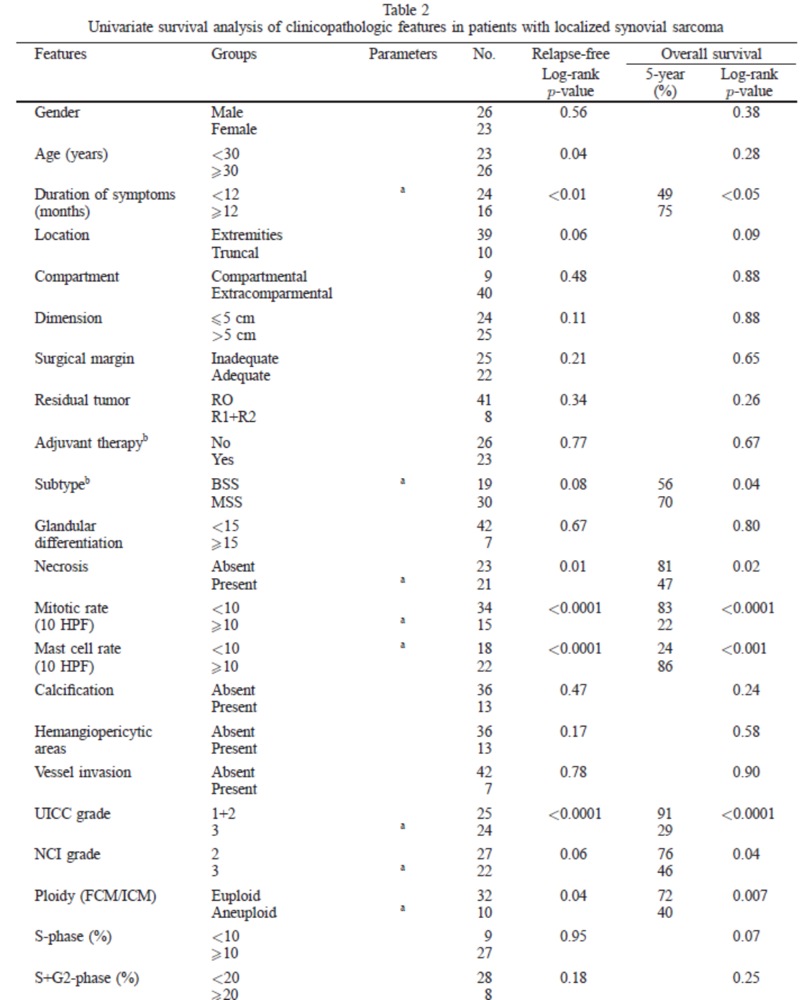 Table 2
Univariate survival analysis of clinicopathologic features in patients with localized synovial sarcoma
Features Groups Parameters No. Relapse-free Overall survival
Log-rank 5-year Log-rank
p-value (%) p-value
Gender Male 26 0.56 0.38
Female 23
Age (years) <30 23 0.04 0.28
⩾30 26
Duration of symptoms <12 a 24 <0.01 49 <0.05
(months) ⩾12 16 75
Location Extremities 39 0.06 0.09
Truncal 10
Compartment Compartmental 9 0.48 0.88
Extracomparmental 40
Dimension ⩽5 cm 24 0.11 0.88
>5 cm 25
Surgical margin Inadequate 25 0.21 0.65
Adequate 22
Residual tumor RO 41 0.34 0.26
R1+R2 8
Adjuvant therapyb No 26 0.77 0.67
Yes 23
Subtypeb BSS a 19 0.08 56 0.04
MSS 30 70
Glandular <15 42 0.67 0.80
differentiation ⩾15 7
Necrosis Absent 23 0.01 81 0.02
Present a 21 47
Mitotic rate <10 34 <0.0001 83 <0.0001
(10 HPF) ⩾10 a 15 22
Mast cell rate <10 a 18 <0.0001 24 <0.001
(10 HPF) ⩾10 22 86
Calcification Absent 36 0.47 0.24
Present 13
Hemangiopericytic Absent 36 0.17 0.58
areas Present 13
Vessel invasion Absent 42 0.78 0.90
Present 7
UICC grade 1+2 25 <0.0001 91 <0.0001
3 a 24 29
NCI grade 2 27 0.06 76 0.04
3 a 22 46
Ploidy (FCM/ICM) Euploid 32 0.04 72 0.007
Aneuploid a 10 40
S-phase (%) <10 9 0.95 0.07
⩾10 27
S+G2-phase (%) <20 28 0.18 0.25
⩾20 8